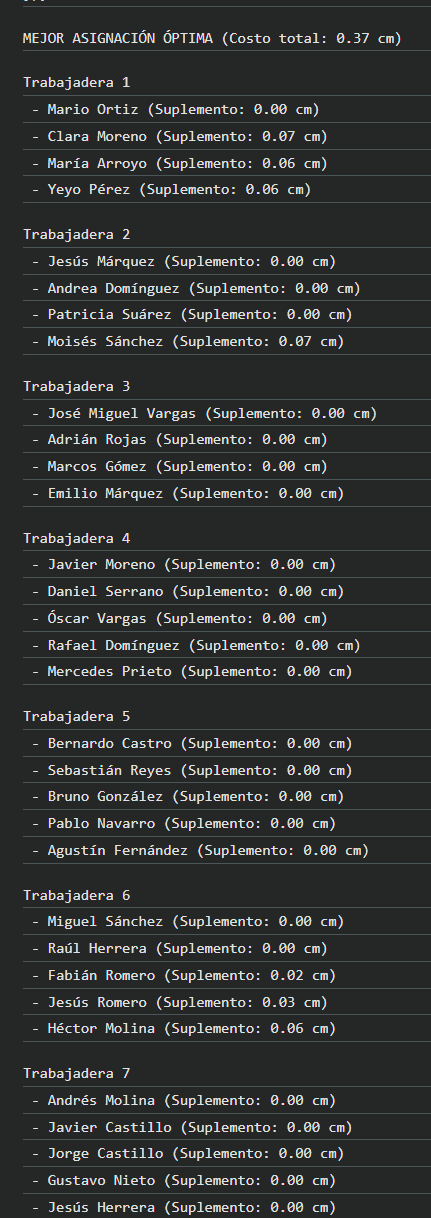 MEJOR ASIGNACIÓN ÓPTIMA (Costo total: 0.37 cm)
Trabajadera 1
- Mario Ortiz (Suplemento: 0.00 cm)
- Clara Moreno (Suplemento: 0.07 cm)
- María Arroyo (Suplemento: 0.06 cm)
- Yeyo Pérez (Suplemento: 0.06 cm)
Trabajadera 2
- Jesús Márquez (Suplemento: 0.00 cm)
- Andrea Domínguez (Suplemento: 0.00 cm)
- Patricia Suárez (Suplemento: 0.00 cm)
- Moisés Sánchez (Suplemento: 0.07 cm)
Trabajadera 3
- José Miguel Vargas (Suplemento: 0.00 cm)
- Adrián Rojas (Suplemento: 0.00 cm)
- Marcos Gómez (Suplemento: 0.00 cm)
- Emilio Márquez (Suplemento: 0.00 cm)
Trabajadera 4
- Javier Moreno (Suplemento: 0.00 cm)
- Daniel Serrano (Suplemento: 0.00 cm)
- Óscar Vargas (Suplemento: 0.00 cm)
- Rafael Domínguez (Suplemento: 0.00 cm)
- Mercedes Prieto (Suplemento: 0.00 cm)
Trabajadera 5
- Bernardo Castro (Suplemento: 0.00 cm)
- Sebastián Reyes (Suplemento: 0.00 cm)
- Bruno González (Suplemento: 0.00 cm)
- Pablo Navarro (Suplemento: 0.00 cm)
- Agustín Fernández (Suplemento: 0.00 cm)
Trabajadera 6
- Miguel Sánchez (Suplemento: 0.00 cm)
- Raúl Herrera (Suplemento: 0.00 cm)
- Fabián Romero (Suplemento: 0.02 cm)
- Jesús Romero (Suplemento: 0.03 cm)
- Héctor Molina (Suplemento: 0.06 cm)
Trabajadera 7
- Andrés Molina (Suplemento: 0.00 cm)
- Javier Castillo (Suplemento: 0.00 cm)
- Jorge Castillo (Suplemento: 0.00 cm)
- Gustavo Nieto (Suplemento: 0.00 cm)
- Jesús Herrera (Suplemento: 0.00 cm)